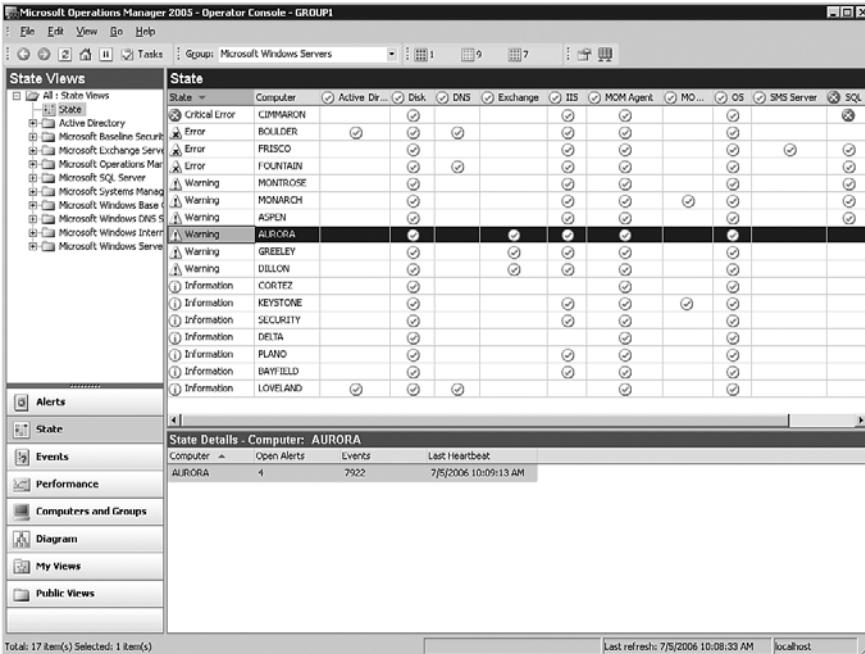 Microsoft Operations Manager 2005 - Operator Console - GROUP1
File Edit View Go Help
Tasks Group: Microsoft Windows Servers 1 9 7
State Views
All : State Views
State
Active Directory
Microsoft Baseline Securit
Microsoft Exchange Serve
Microsoft Operations Mar
Microsoft SQL Server
Microsoft Systems Manag
Microsoft Windows Base
Microsoft Windows DNS S
Microsoft Windows Intern
Microsoft Windows Serve
Alerts
State
Events
Performance
Computers and Groups
Diagram
My Views
Public Views
State
State Computer Active Dir... Disk DNS Exchange IIS MOM Agent MO... OS SMS Server SQL
Critical Error CIMMARON
Error BOULDER
Error FRISCO
Error FOUNTAIN
Warning MONTROSE
Warning MONARCH
Warning ASPEN
Warning AURORA
Warning GREELEY
Warning DILLON
Information CORTEZ
Information KEYSTONE
Information SECURITY
Information DELTA
Information PLANO
Information BAYFIELD
Information LOVELAND
State Details - Computer: AURORA
Computer Open Alerts Events Last Heartbeat
AURORA 4 7922 7/5/2006 10:09:13 AM
Total: 17 item(s) Selected: 1 item(s) Last refresh: 7/5/2006 10:08:33 AM localhost